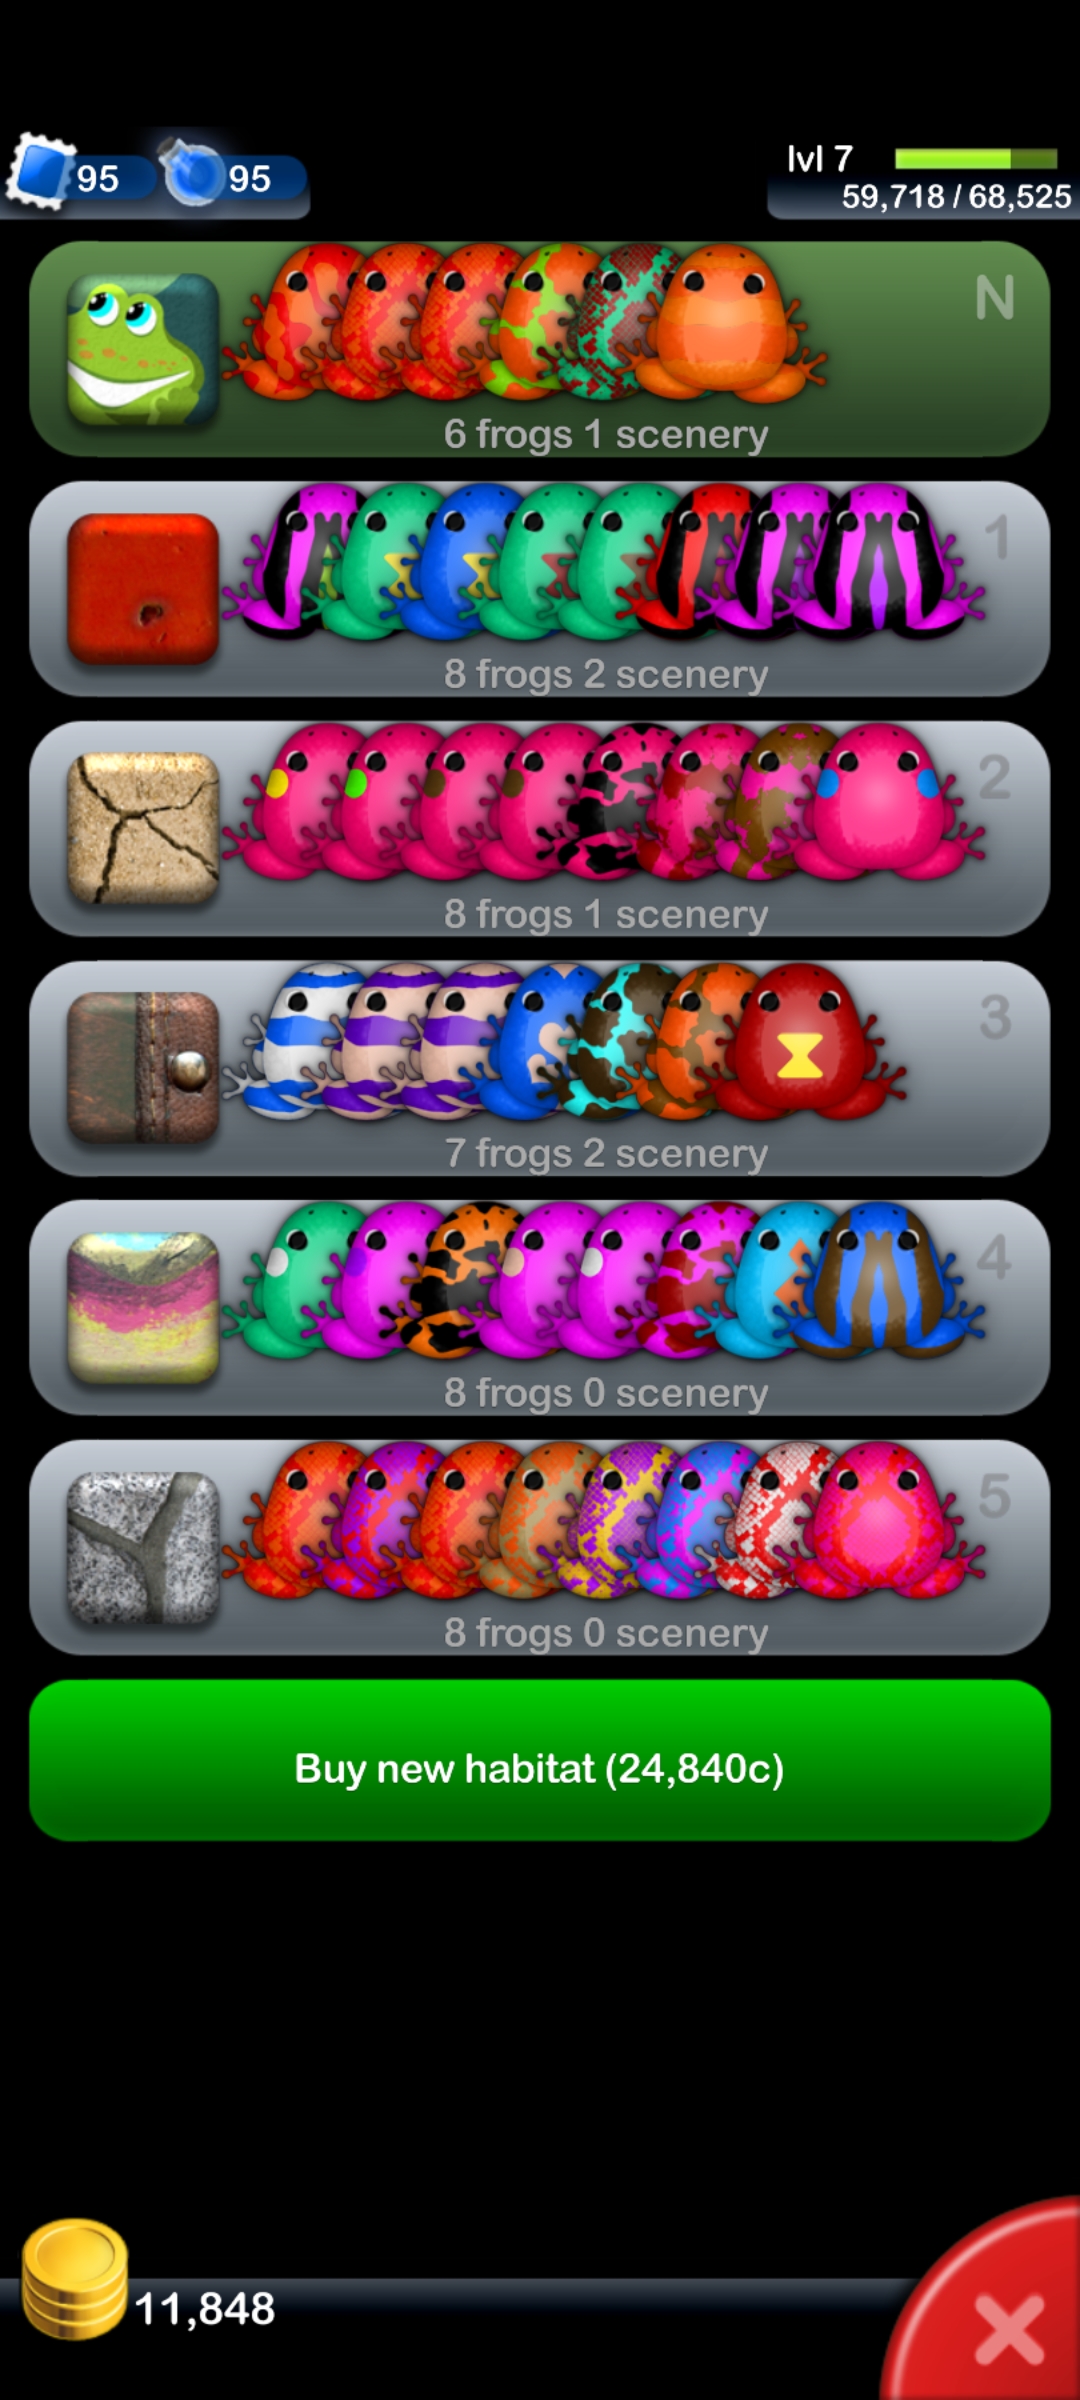 95 95
lvl 7
59,718 / 68,525
N
6 frogs 1 scenery
1
8 frogs 2 scenery
2
8 frogs 1 scenery
3
7 frogs 2 scenery
4
8 frogs 0 scenery
5
8 frogs 0 scenery
Buy new habitat (24,840c)
11,848